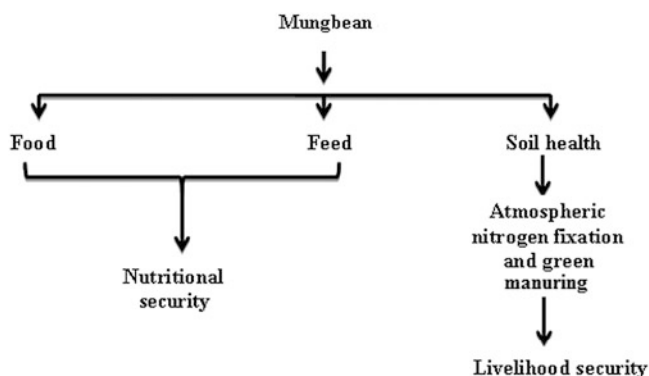 Mungbean
Food
Feed
Soil health
Atmospheric
nitrogen fixation
and green
manuring
Nutritional
security
Livelihood security